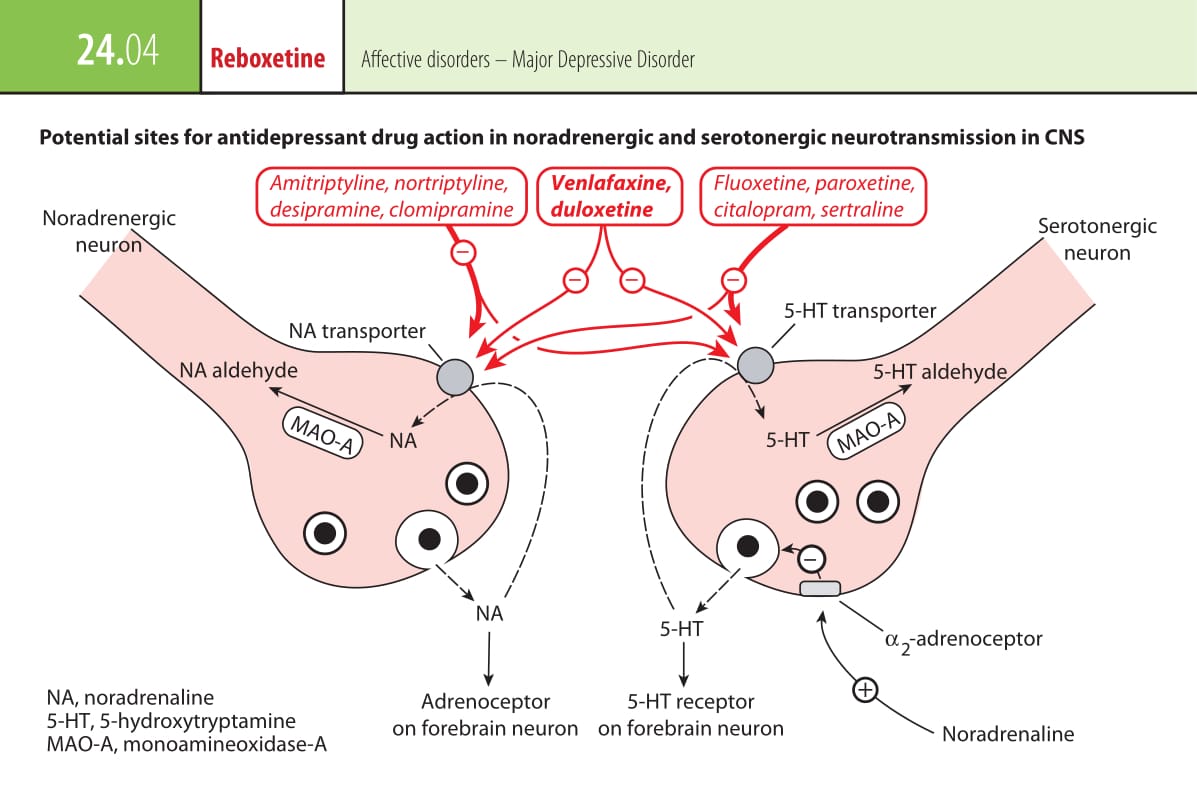 24.04
Reboxetine
Affective disorders – Major Depressive Disorder
Potential sites for antidepressant drug action in noradrenergic and serotonergic neurotransmission in CNS
Amitriptyline, nortriptyline,
desipramine, clomipramine
Venlafaxine,
duloxetine
Fluoxetine, paroxetine,
citalopram, sertraline
Noradrenergic
neuron
Serotonergic
neuron
NA transporter
5-HT transporter
NA aldehyde
5-HT aldehyde
MAO-A
NA
5-HT
MAO-A
NA
5-HT
α2-adrenoceptor
Adrenoceptor
on forebrain neuron
5-HT receptor
on forebrain neuron
Noradrenaline
NA, noradrenaline
5-HT, 5-hydroxytryptamine
MAO-A, monoamineoxidase-A